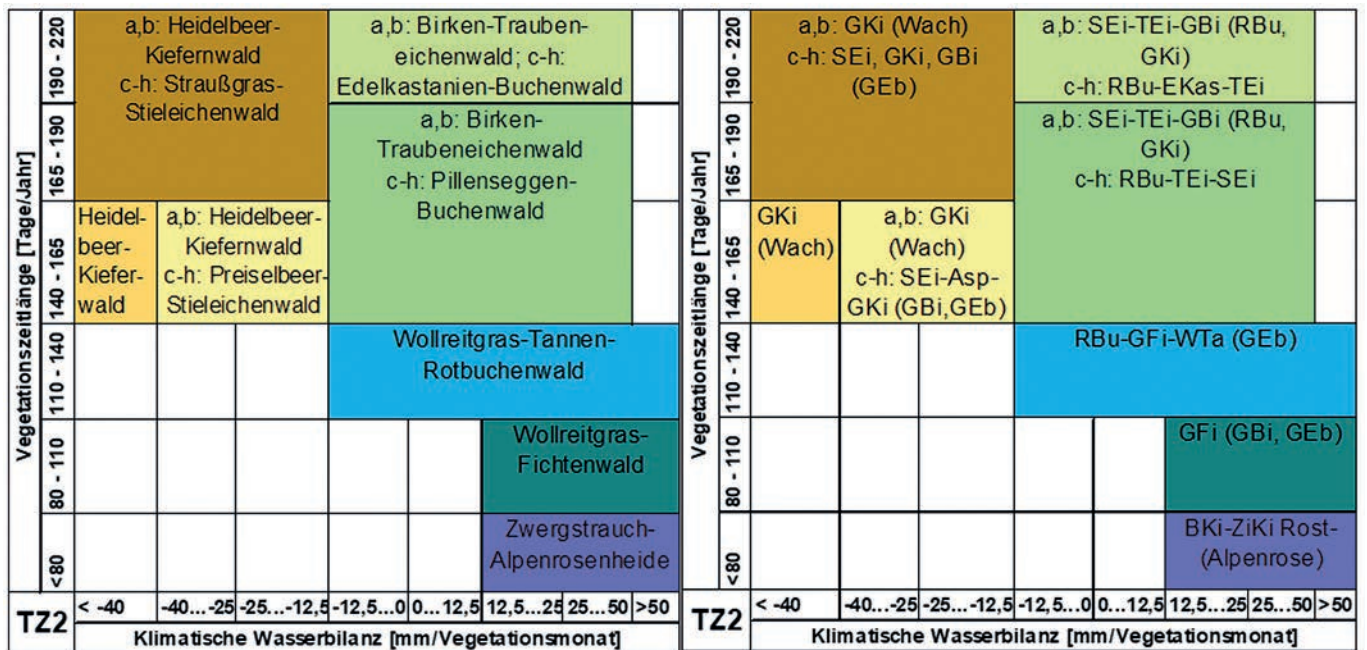 Vegetationszeitlänge [Tage/Jahr]
190 - 220
165 - 190
140 - 165
110 - 140
80 - 110
<80
a,b: Heidelbeer-
Kiefernwald
c-h: Straußgras-
Stieleichenwald
a,b: Birken-Trauben-
eichenwald; c-h:
Edelkastanien-Buchenwald
a,b: Birken-
Traubeneichenwald
c-h: Pillenseggen-
Buchenwald
Heidel-
beer-
Kiefer-
wald
a,b: Heidelbeer-
Kiefernwald
c-h: Preiselbeer-
Stieleichenwald
Wollreitgras-Tannen-
Rotbuchenwald
Wollreitgras-
Fichtenwald
Zwergstrauch-
Alpenrosenheide
TZ2
< -40
-40...-25
-25...-12,5
-12,5...0
0...12,5
12,5...25
25...50
>50
Klimatische Wasserbilanz [mm/Vegetationsmonat]
Vegetationszeitlänge [Tage/Jahr]
190 - 220
165 - 190
140 - 165
110 - 140
80 - 110
<80
a,b: GKi (Wach)
c-h: SEi, GKi, GBi
(GEb)
a,b: SEi-TEi-GBi (RBu,
GKi)
c-h: RBu-EKas-TEi
a,b: SEi-TEi-GBi (RBu,
GKi)
c-h: RBu-TEi-SEi
GKi
(Wach)
a,b: GKi
(Wach)
c-h: SEi-Asp-
GKi (GBi,GEb)
RBu-GFi-WTa (GEb)
GFi (GBi, GEb)
BKi-ZiKi Rost-
(Alpenrose)
TZ2
< -40
-40...-25
-25...-12,5
-12,5...0
0...12,5
12,5...25
25...50
>50
Klimatische Wasserbilanz [mm/Vegetationsmonat]